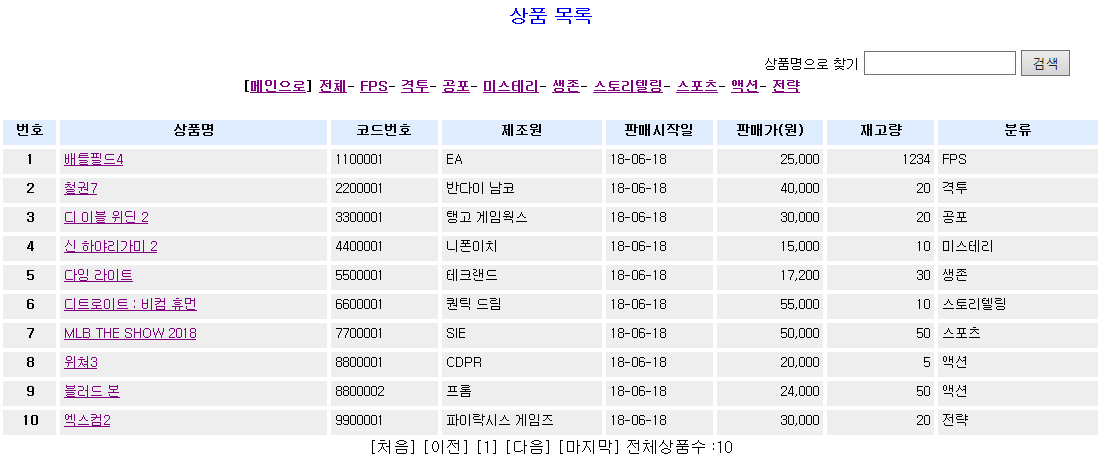 상품 목록
상품명으로 찾기 검색
[메인으로] 전체- FPS- 격투- 공포- 미스테리- 생존- 스토리텔링- 스포츠- 액션- 전략
번호 상품명 코드번호 제조원 판매시작일 판매가(원) 재고량 분류
1 배틀필드4 1100001 EA 18-06-18 25,000 1234 FPS
2 철권7 2200001 반다이 남코 18-06-18 40,000 20 격투
3 디 이블 위딘 2 3300001 탱고 게임웍스 18-06-18 30,000 20 공포
4 신 하야리가미 2 4400001 니폰이치 18-06-18 15,000 10 미스테리
5 다잉 라이트 5500001 테크랜드 18-06-18 17,200 30 생존
6 디트로이트 : 비컴 휴먼 6600001 퀀틱 드림 18-06-18 55,000 10 스토리텔링
7 MLB THE SHOW 2018 7700001 SIE 18-06-18 50,000 50 스포츠
8 위쳐3 8800001 CDPR 18-06-18 20,000 5 액션
9 블러드 본 8800002 프롬 18-06-18 24,000 50 액션
10 엑스컴2 9900001 파이락시스 게임즈 18-06-18 30,000 20 전략
[처음] [이전] [1] [다음] [마지막] 전체상품수 :10